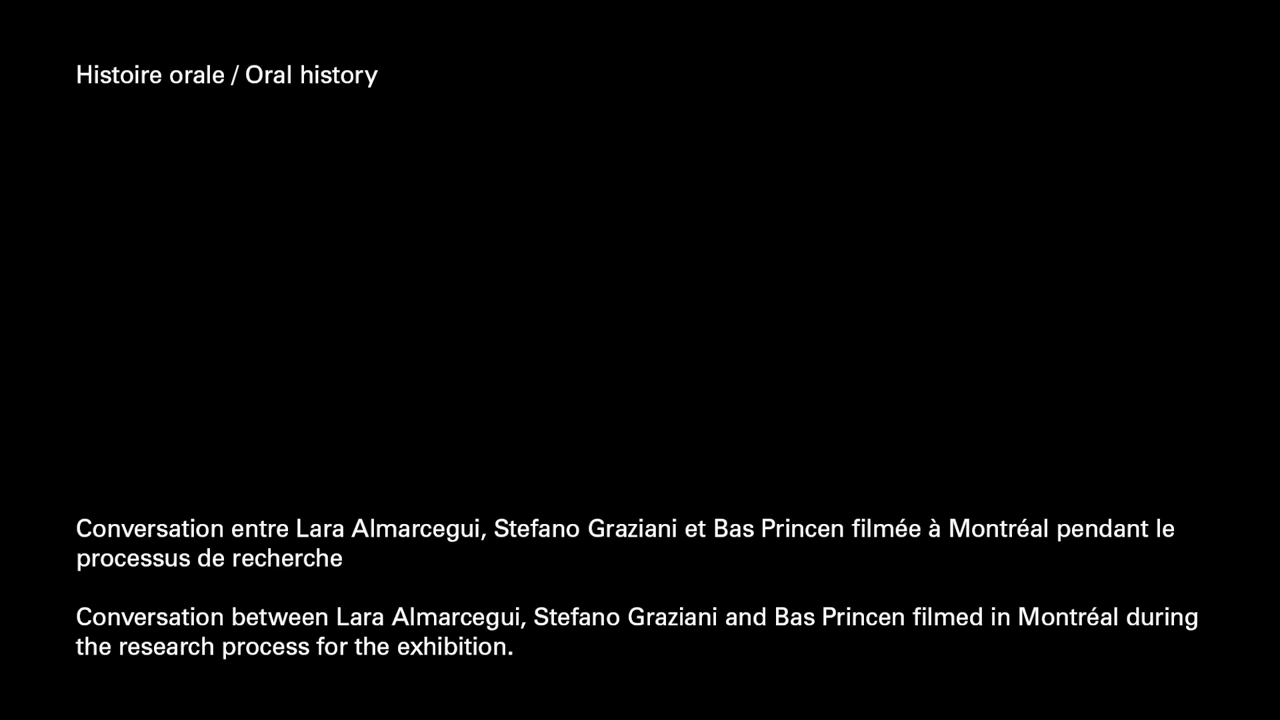 Histoire orale / Oral history
Conversation entre Lara Almarcegui, Stefano Graziani et Bas Princen filmée à Montréal pendant le
processus de recherche
Conversation between Lara Almarcegui, Stefano Graziani and Bas Princen filmed in Montréal during
the research process for the exhibition.